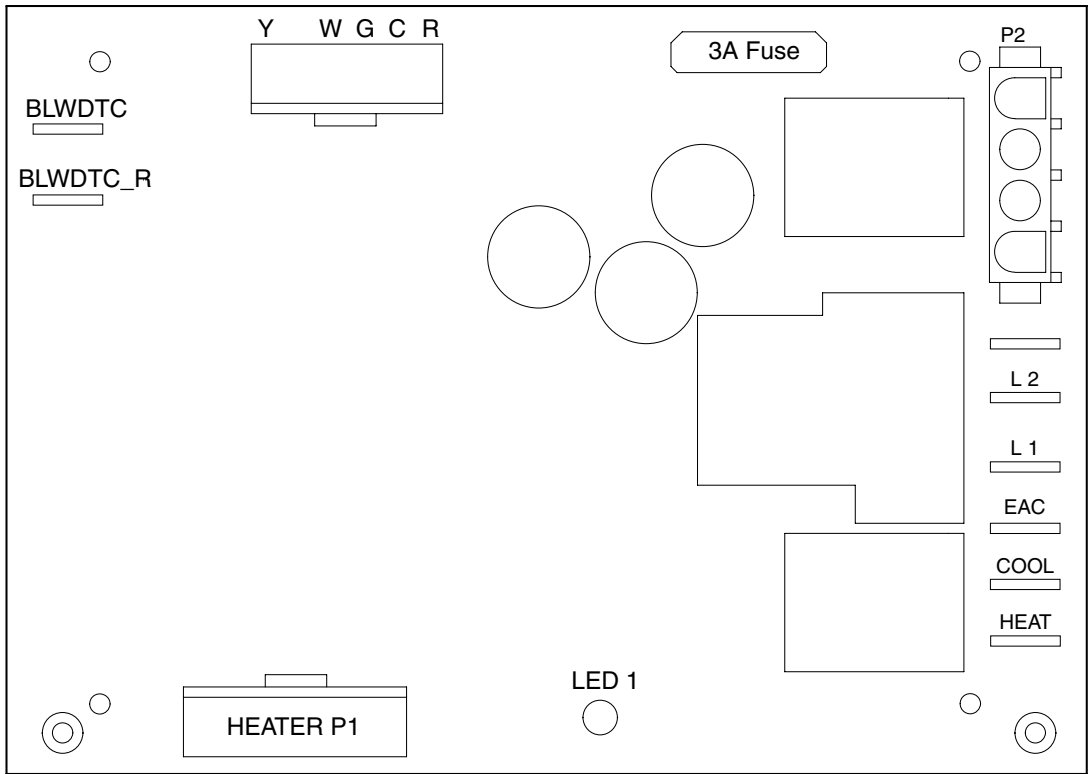 Y W G C R
3A Fuse
P2
BLWDTC
BLWDTC_R
L 2
L 1
EAC
COOL
HEAT
LED 1
HEATER P1